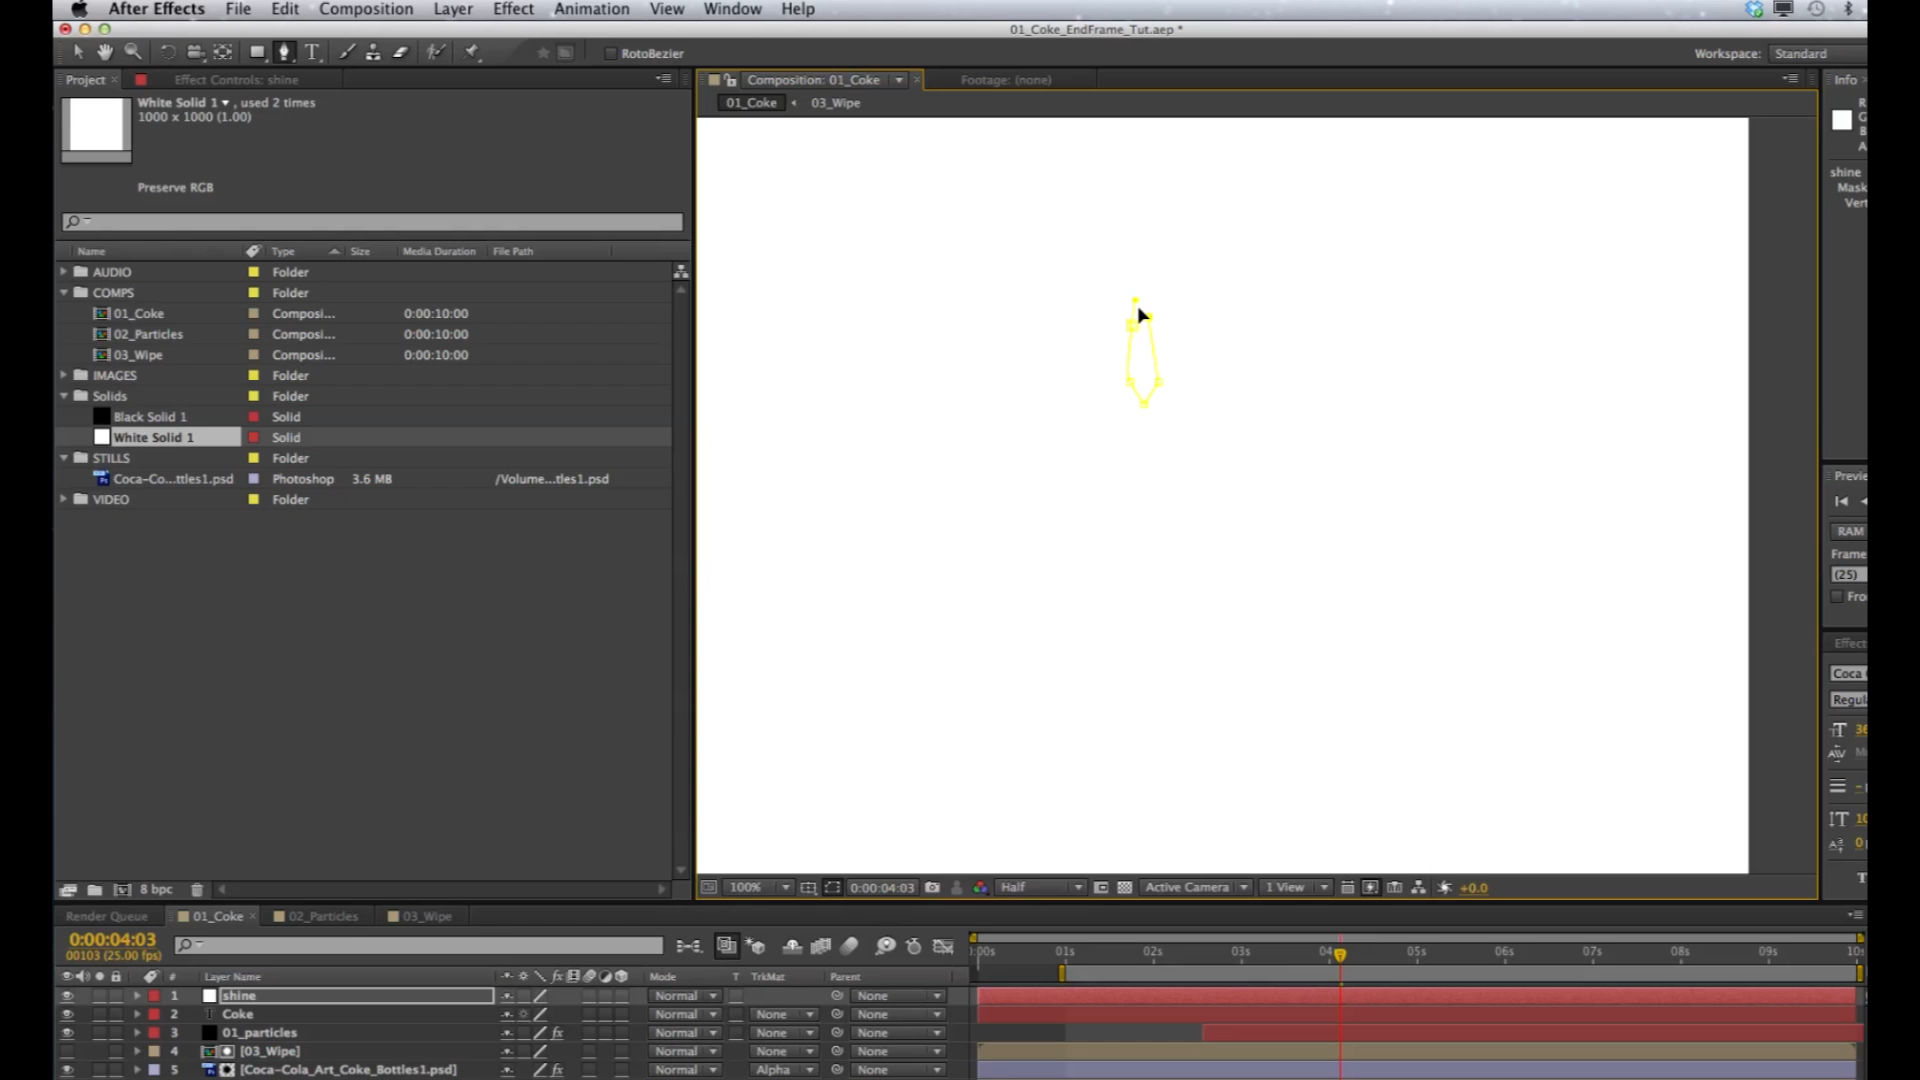 After Effects File Edit Composition Layer Effect Animation View Window Help
01_Coke_EndFrame_Tut.aep *
RotoBezier
Workspace: Standard
Project Effect Controls: shine
Composition: 01_Coke Footage: (none)
Info
White Solid 1 , used 2 times
1000 x 1000 (1.00)
01_Coke 03_Wipe
R
G
B
A
shine
Mask
Vert
Preserve RGB
Name Type Size Media Duration File Path
AUDIO Folder
COMPS Folder
01_Coke Composi... 0:00:10:00
02_Particles Composi... 0:00:10:00
03_Wipe Composi... 0:00:10:00
IMAGES Folder
Solids Folder
Black Solid 1 Solid
White Solid 1 Solid
STILLS Folder
Coca-Co...ttles1.psd Photoshop 3.6 MB /Volume...tles1.psd
VIDEO Folder
Previe
RAM
Frame
(25)
Fro
Effect
Coca
Regul
8 bpc
100% 0:00:04:03 Half Active Camera 1 View +0.0
Render Queue 01_Coke 02_Particles 03_Wipe
0:00:04:03
00103 (25.00 fps)
:00s 01s 02s 03s 04 05s 06s 07s 08s 09s 10s
# Layer Name Mode T TrkMat Parent
1 shine Normal None
2 Coke Normal None None
3 01_particles Normal None None
4 [03_Wipe] Normal None None
5 [Coca-Cola_Art_Coke_Bottles1.psd] Normal Alpha None